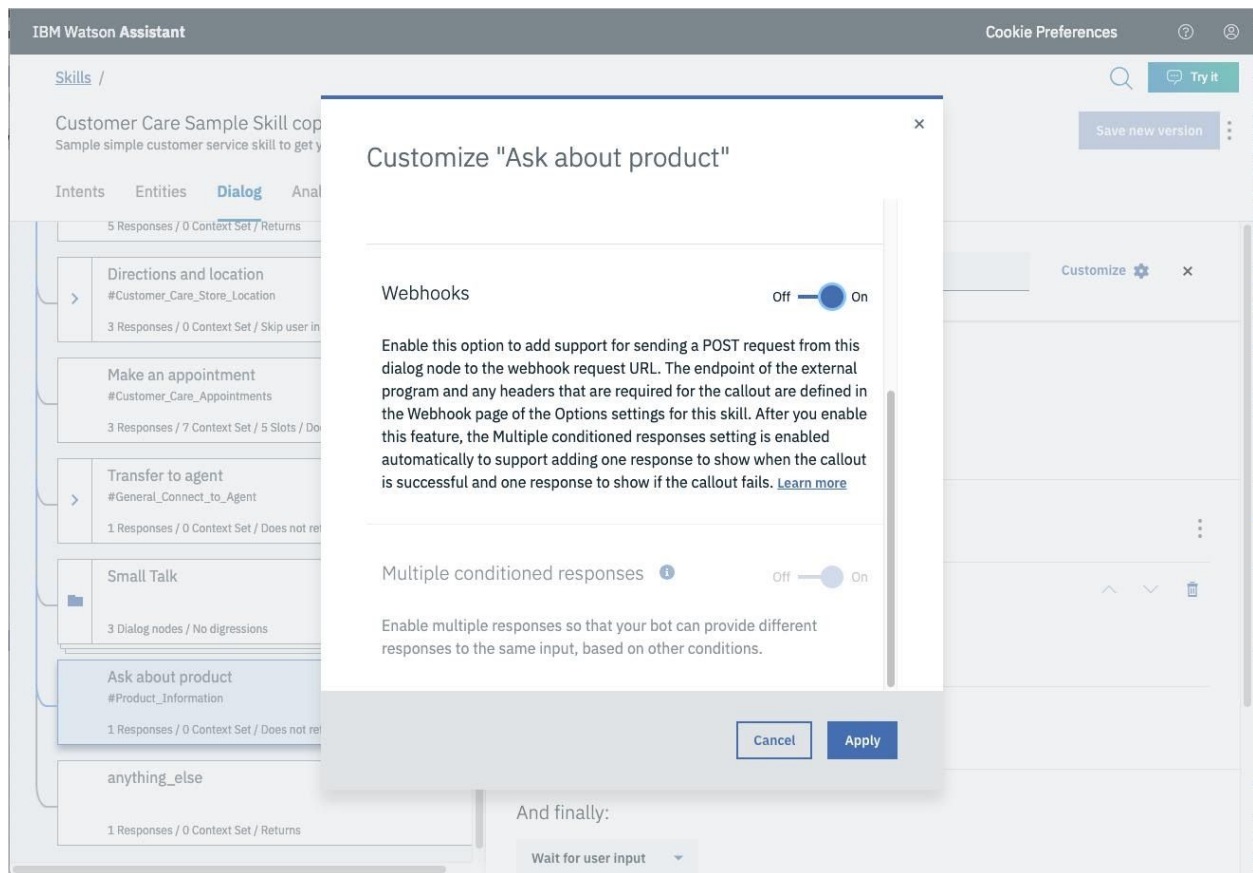 IBM Watson Assistant
Cookie Preferences
Skills /
Try it
Customer Care Sample Skill cop
Sample simple customer service skill to get y
Save new version
Intents Entities Dialog Anal
5 Responses / 0 Context Set / Returns
Directions and location
#Customer_Care_Store_Location
3 Responses / 0 Context Set / Skip user in
Make an appointment
#Customer_Care_Appointments
3 Responses / 7 Context Set / 5 Slots / Do
Transfer to agent
#General_Connect_to_Agent
1 Responses / 0 Context Set / Does not ret
Small Talk
3 Dialog nodes / No digressions
Ask about product
#Product_Information
1 Responses / 0 Context Set / Does not ret
anything_else
1 Responses / 0 Context Set / Returns
Customize "Ask about product"
Webhooks
Off On
Enable this option to add support for sending a POST request from this
dialog node to the webhook request URL. The endpoint of the external
program and any headers that are required for the callout are defined in
the Webhook page of the Options settings for this skill. After you enable
this feature, the Multiple conditioned responses setting is enabled
automatically to support adding one response to show when the callout
is successful and one response to show if the callout fails. Learn more
Multiple conditioned responses
Off On
Enable multiple responses so that your bot can provide different
responses to the same input, based on other conditions.
Cancel Apply
Customize
And finally:
Wait for user input